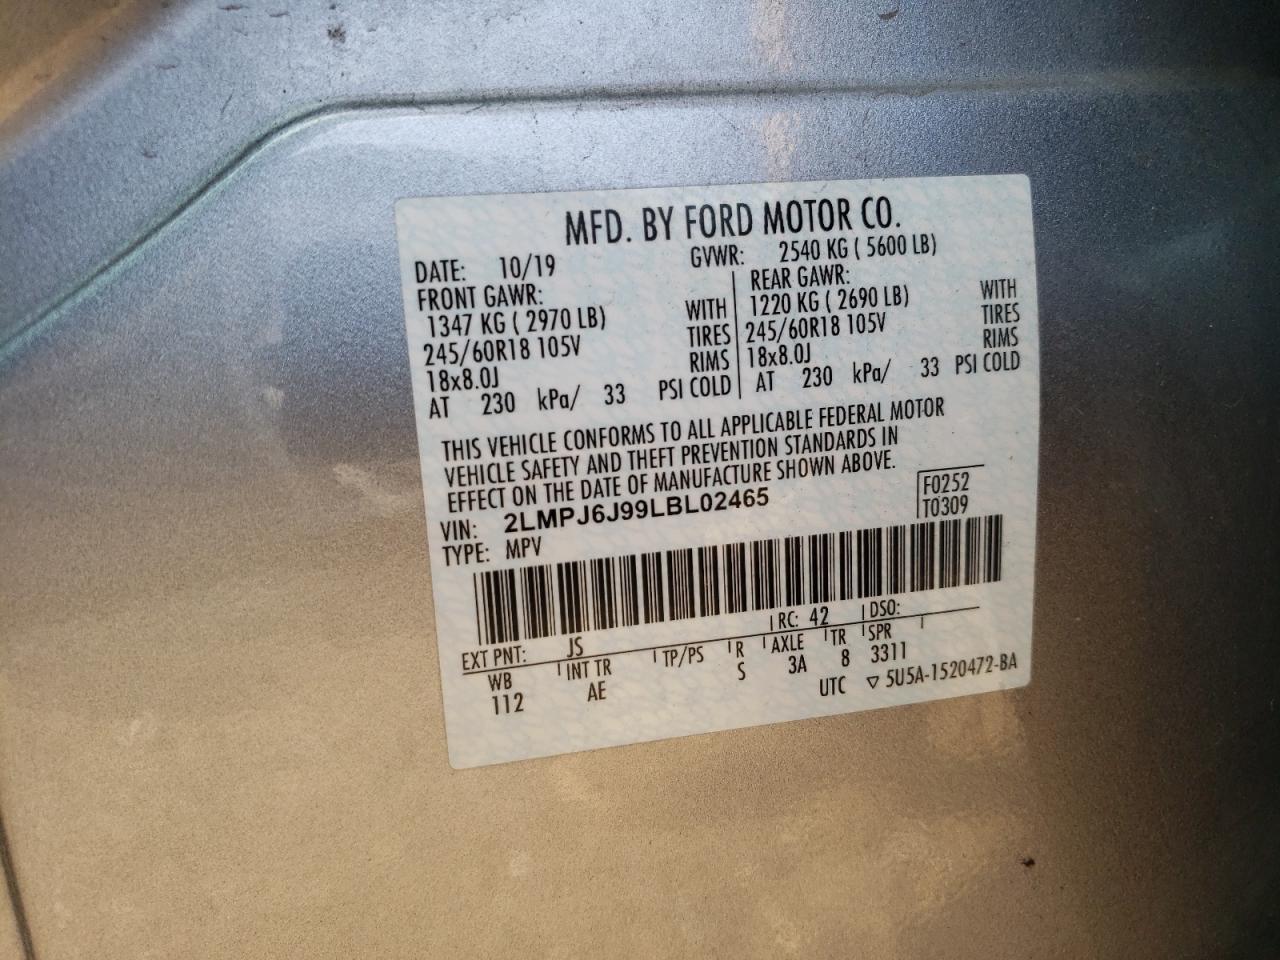 MFD. BY FORD MOTOR CO.
DATE: 10/19 GVWR: 2540 KG ( 5600 LB)
FRONT GAWR: REAR GAWR:
1347 KG ( 2970 LB) WITH 1220 KG ( 2690 LB) WITH
245/60R18 105V TIRES 245/60R18 105V TIRES
18x8.0J RIMS 18x8.0J RIMS
AT 230 kPa/ 33 PSI COLD AT 230 kPa/ 33 PSI COLD
THIS VEHICLE CONFORMS TO ALL APPLICABLE FEDERAL MOTOR
VEHICLE SAFETY AND THEFT PREVENTION STANDARDS IN
EFFECT ON THE DATE OF MANUFACTURE SHOWN ABOVE.
F0252
VIN: 2LMPJ6J99LBL02465 T0309
TYPE: MPV
EXT PNT: JS RC: 42 DSO:
WB INT TR TP/PS R AXLE TR SPR
112 AE S 3A 8 3311
UTC ▽ 5U5A-1520472-BA